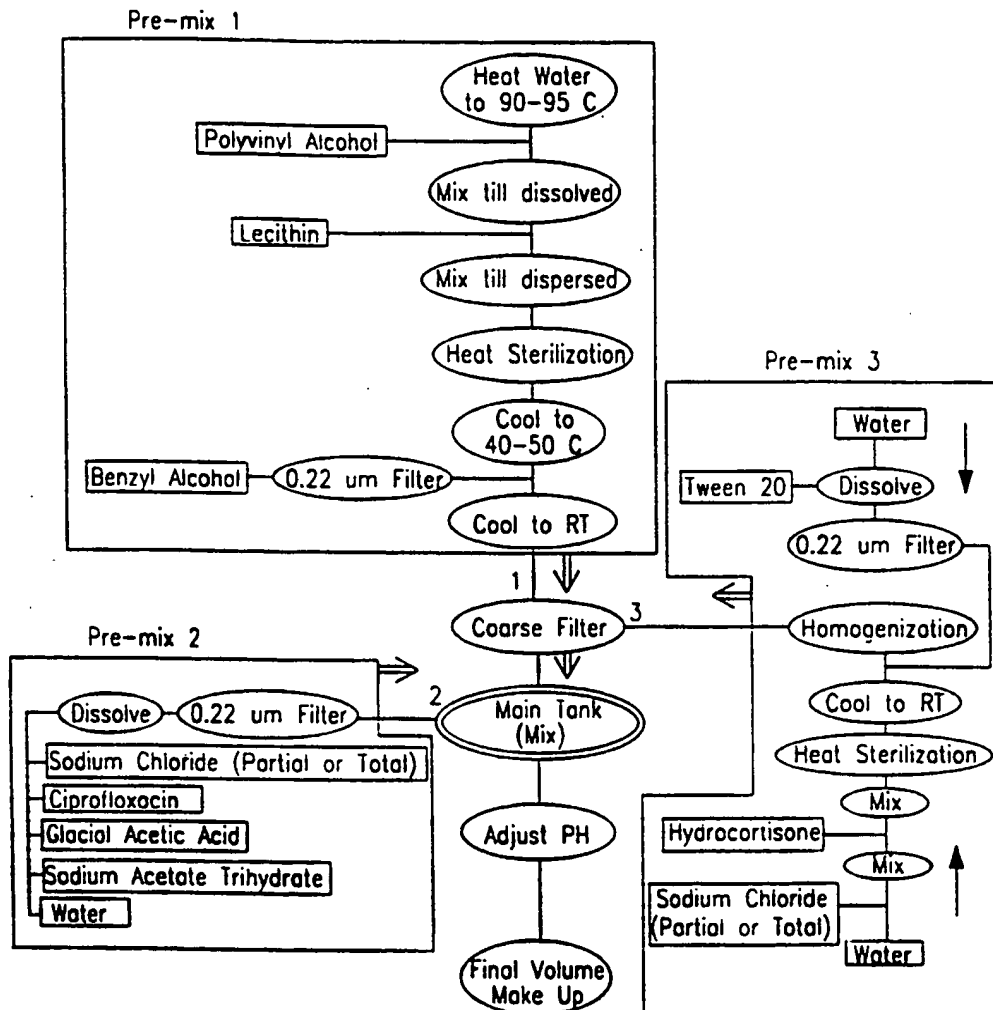 Pre-mix 1
Heat Water
to 90-95 C
Polyvinyl Alcohol
Mix till dissolved
Lecithin
Mix till dispersed
Heat Sterilization
Cool to
40-50 C
Benzyl Alcohol
0.22 um Filter
Cool to RT
1
Pre-mix 3
Water
Tween 20
Dissolve
0.22 um Filter
Coarse Filter
3
Homogenization
Pre-mix 2
Dissolve
0.22 um Filter
2
Main Tank
(Mix)
Sodium Chloride (Partial or Total)
Ciprofloxacin
Glacial Acetic Acid
Sodium Acetate Trihydrate
Water
Cool to RT
Heat Sterilization
Mix
Hydrocortisone
Mix
Sodium Chloride
(Partial or Total)
Water
Adjust PH
Final Volume
Make Up